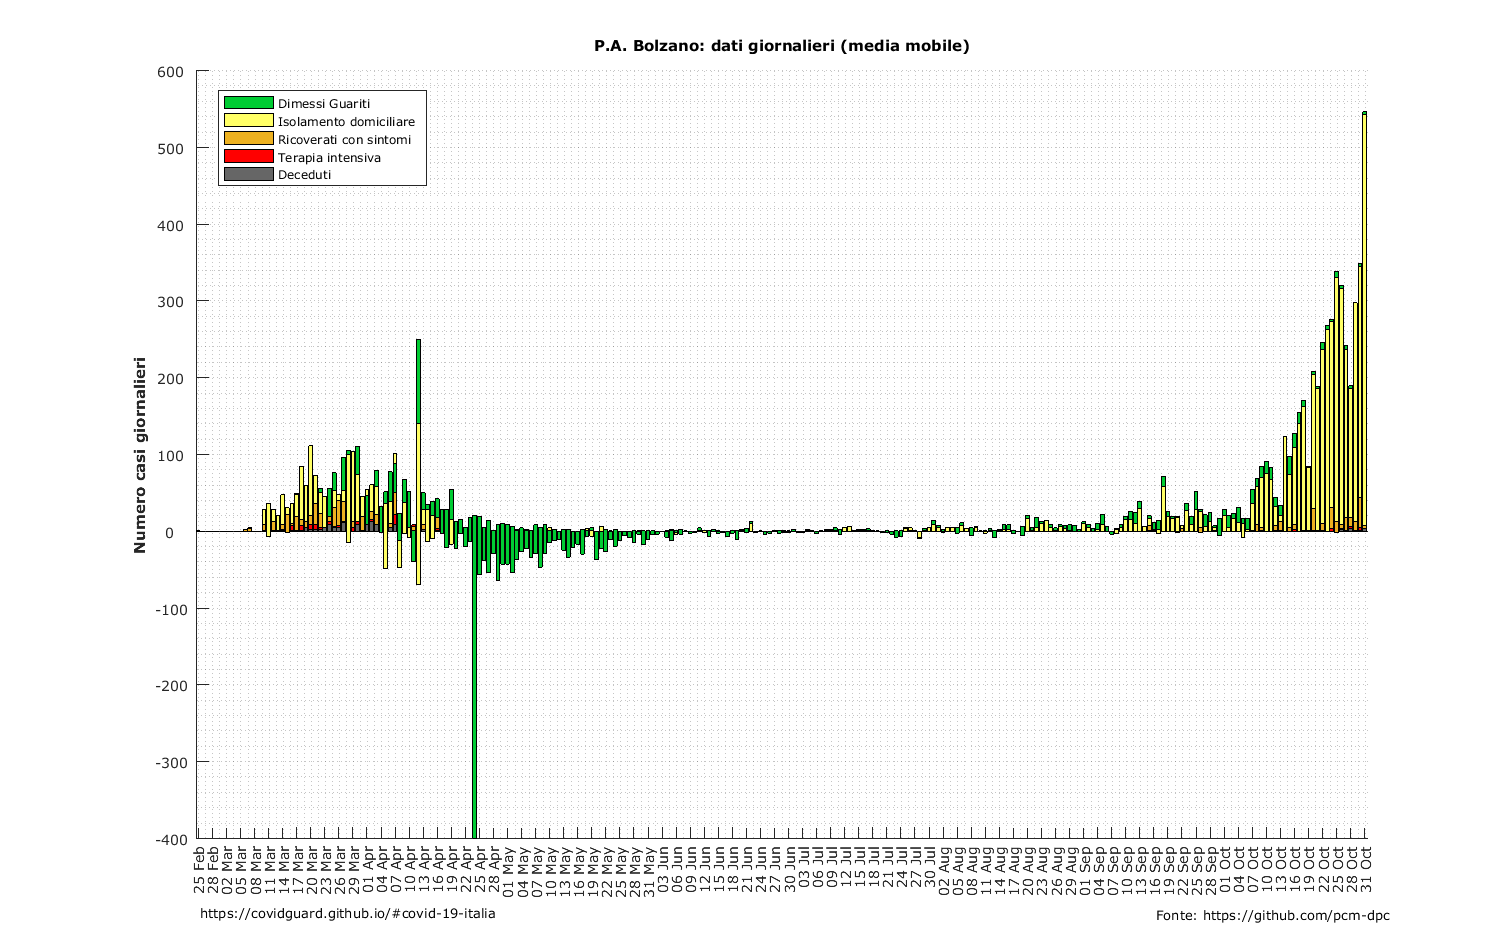 P.A. Bolzano: dati giornalieri (media mobile)
600
500
400
300
200
100
0
-100
-200
-300
-400
Numero casi giornalieri
Dimessi Guariti
Isolamento domiciliare
Ricoverati con sintomi
Terapia intensiva
Deceduti
25 Feb
28 Feb
02 Mar
05 Mar
08 Mar
11 Mar
14 Mar
17 Mar
20 Mar
23 Mar
26 Mar
29 Mar
01 Apr
04 Apr
07 Apr
10 Apr
13 Apr
16 Apr
19 Apr
22 Apr
25 Apr
28 Apr
01 May
04 May
07 May
10 May
13 May
16 May
19 May
22 May
25 May
28 May
31 May
03 Jun
06 Jun
09 Jun
12 Jun
15 Jun
18 Jun
21 Jun
24 Jun
27 Jun
30 Jun
03 Jul
06 Jul
09 Jul
12 Jul
15 Jul
18 Jul
21 Jul
24 Jul
27 Jul
30 Jul
02 Aug
05 Aug
08 Aug
11 Aug
14 Aug
17 Aug
20 Aug
23 Aug
26 Aug
29 Aug
01 Sep
04 Sep
07 Sep
10 Sep
13 Sep
16 Sep
19 Sep
22 Sep
25 Sep
28 Sep
01 Oct
04 Oct
07 Oct
10 Oct
13 Oct
16 Oct
19 Oct
22 Oct
25 Oct
28 Oct
31 Oct
https://covidguard.github.io/#covid-19-italia
Fonte: https://github.com/pcm-dpc